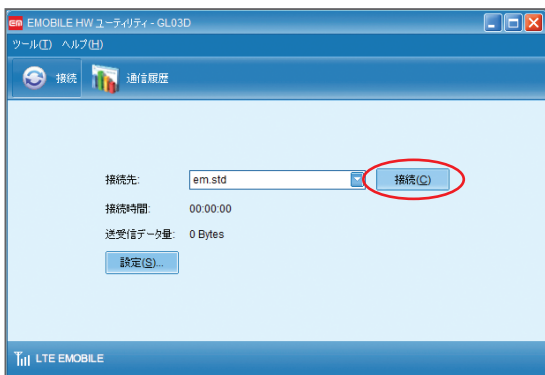 EM EMOBILE HW ユーティリティ - GL03D
ツール(T) ヘルプ(H)
接続 通信履歴
接続先: em.std 接続(C)
接続時間: 00:00:00
送受信データ量: 0 Bytes
設定(S)...
LTE EMOBILE